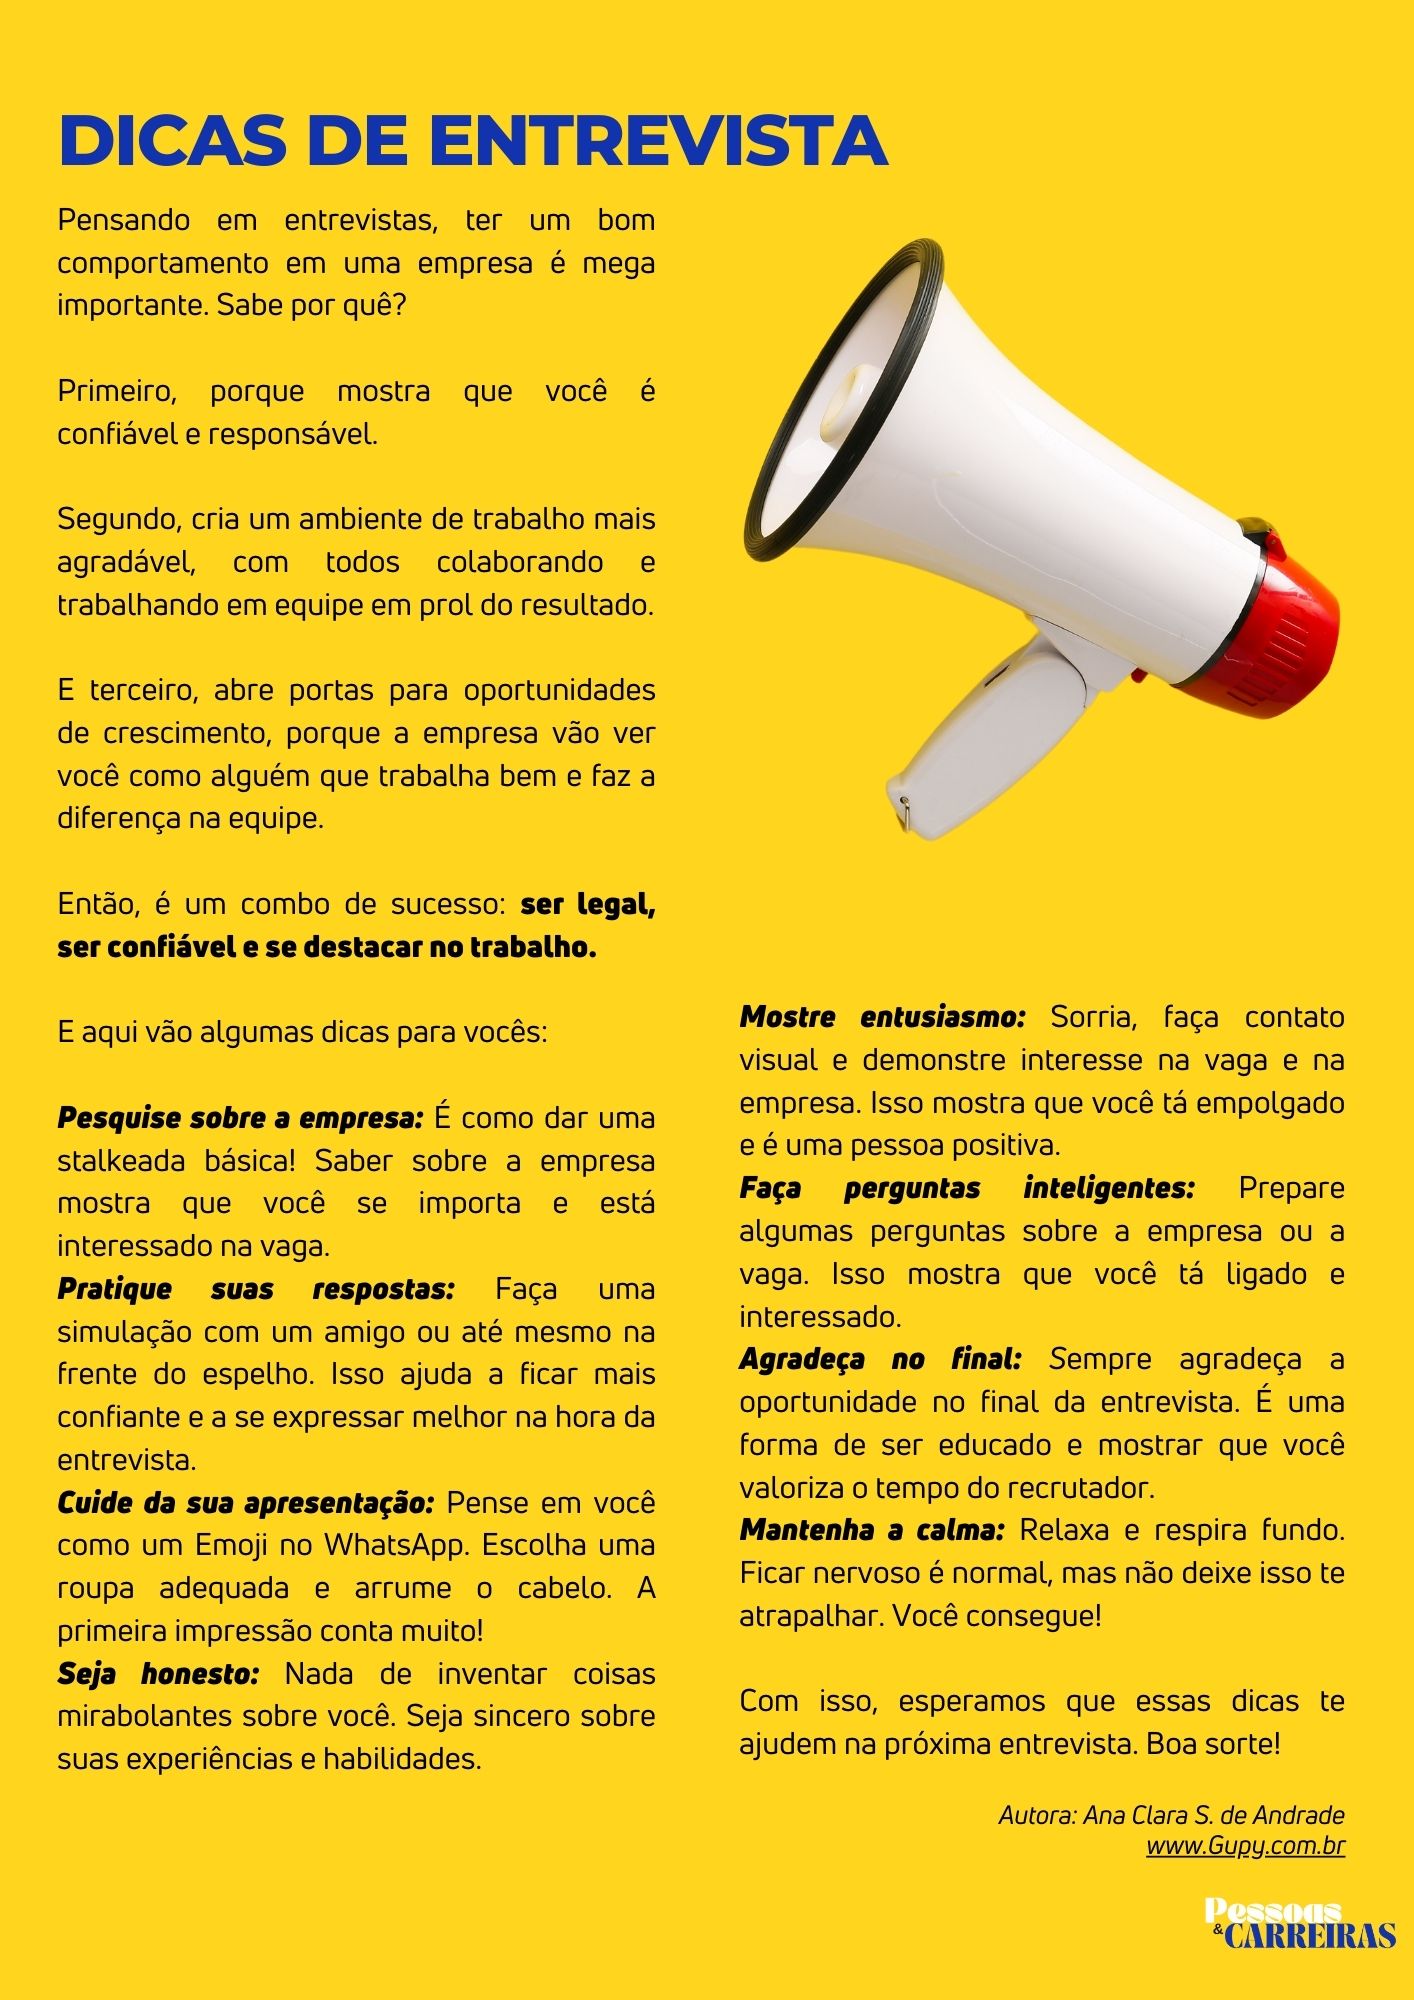 DICAS DE ENTREVISTA
Pensando em entrevistas, ter um bom
comportamento em uma empresa é mega
importante. Sabe por quê?
Primeiro, porque mostra que você é
confiável e responsável.
Segundo, cria um ambiente de trabalho mais
agradável, com todos colaborando e
trabalhando em equipe em prol do resultado.
E terceiro, abre portas para oportunidades
de crescimento, porque a empresa vão ver
você como alguém que trabalha bem e faz a
diferença na equipe.
Então, é um combo de sucesso: ser legal,
ser confiável e se destacar no trabalho.
E aqui vão algumas dicas para vocês:
Pesquise sobre a empresa: É como dar uma
stalkeada básica! Saber sobre a empresa
mostra que você se importa e está
interessado na vaga.
Pratique suas respostas: Faça uma
simulação com um amigo ou até mesmo na
frente do espelho. Isso ajuda a ficar mais
confiante e a se expressar melhor na hora da
entrevista.
Cuide da sua apresentação: Pense em você
como um Emoji no WhatsApp. Escolha uma
roupa adequada e arrume o cabelo. A
primeira impressão conta muito!
Seja honesto: Nada de inventar coisas
mirabolantes sobre você. Seja sincero sobre
suas experiências e habilidades.
Mostre entusiasmo: Sorria, faça contato
visual e demonstre interesse na vaga e na
empresa. Isso mostra que você tá empolgado
e é uma pessoa positiva.
Faça perguntas inteligentes: Prepare
algumas perguntas sobre a empresa ou a
vaga. Isso mostra que você tá ligado e
interessado.
Agradeça no final: Sempre agradeça a
oportunidade no final da entrevista. É uma
forma de ser educado e mostrar que você
valoriza o tempo do recrutador.
Mantenha a calma: Relaxa e respira fundo.
Ficar nervoso é normal, mas não deixe isso te
atrapalhar. Você consegue!
Com isso, esperamos que essas dicas te
ajudem na próxima entrevista. Boa sorte!
Autora: Ana Clara S. de Andrade
www.Gupy.com.br
Pessoas
&CARREIRAS